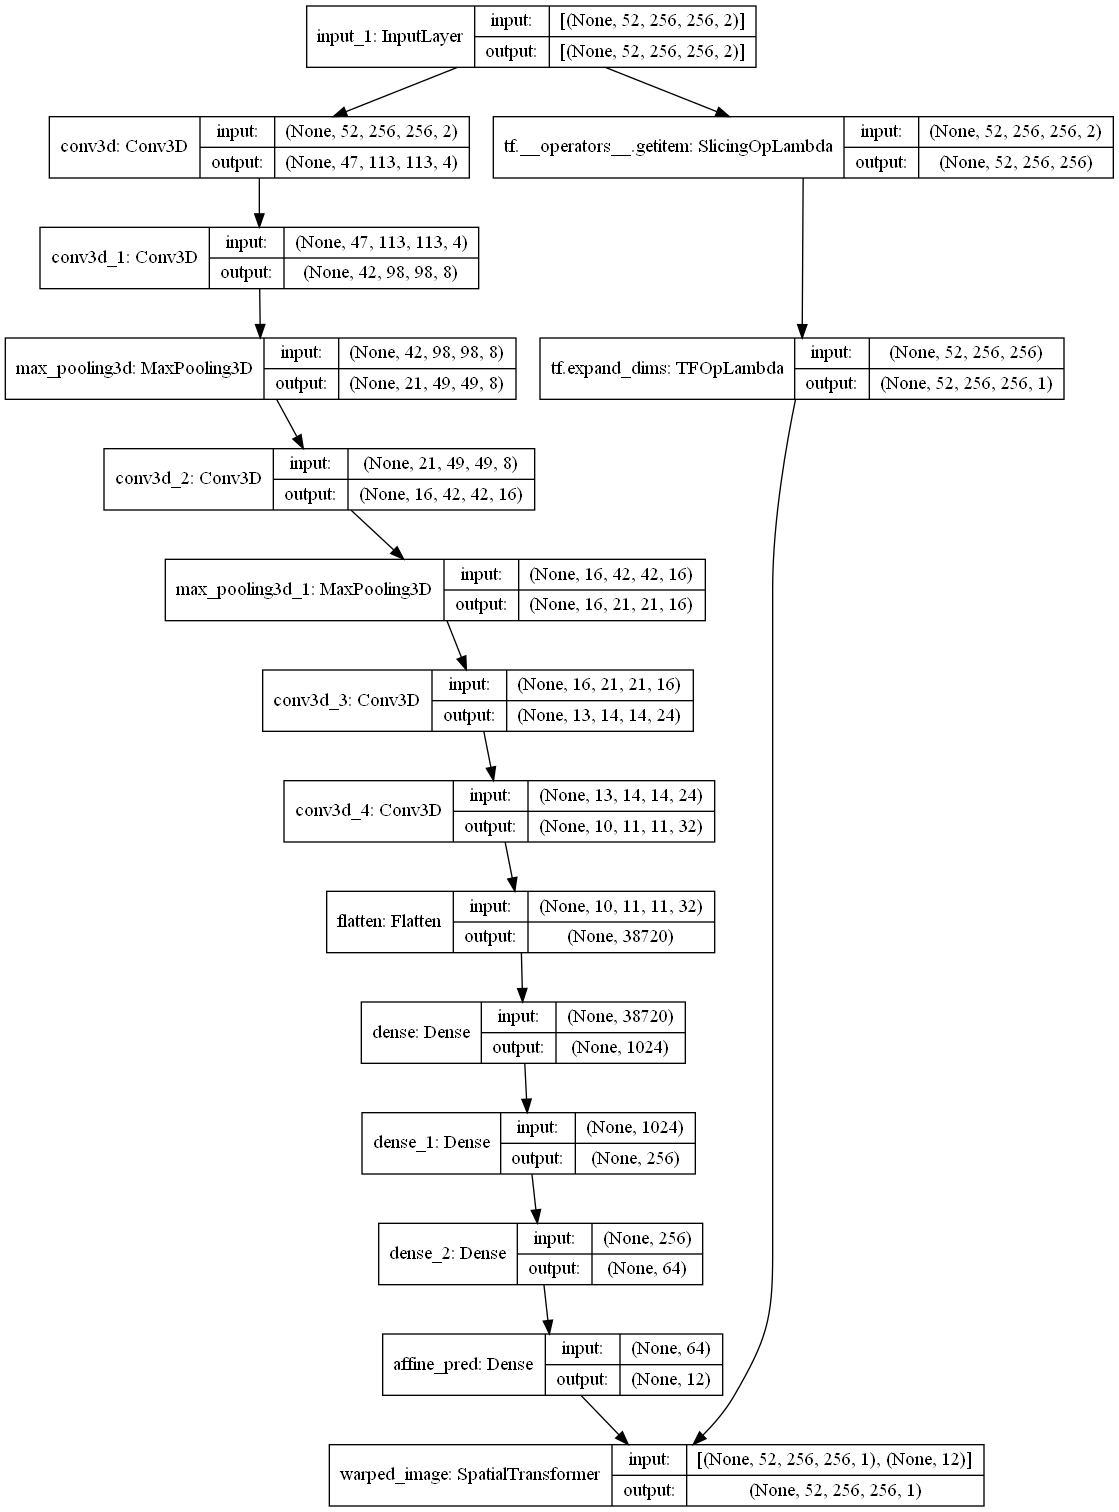 input_1: InputLayer
input: [(None, 52, 256, 256, 2)]
output: [(None, 52, 256, 256, 2)]
conv3d: Conv3D
input: (None, 52, 256, 256, 2)
output: (None, 47, 113, 113, 4)
tf.__operators__.getitem: SlicingOpLambda
input: (None, 52, 256, 256, 2)
output: (None, 52, 256, 256)
conv3d_1: Conv3D
input: (None, 47, 113, 113, 4)
output: (None, 42, 98, 98, 8)
max_pooling3d: MaxPooling3D
input: (None, 42, 98, 98, 8)
output: (None, 21, 49, 49, 8)
tf.expand_dims: TFOpLambda
input: (None, 52, 256, 256)
output: (None, 52, 256, 256, 1)
conv3d_2: Conv3D
input: (None, 21, 49, 49, 8)
output: (None, 16, 42, 42, 16)
max_pooling3d_1: MaxPooling3D
input: (None, 16, 42, 42, 16)
output: (None, 16, 21, 21, 16)
conv3d_3: Conv3D
input: (None, 16, 21, 21, 16)
output: (None, 13, 14, 14, 24)
conv3d_4: Conv3D
input: (None, 13, 14, 14, 24)
output: (None, 10, 11, 11, 32)
flatten: Flatten
input: (None, 10, 11, 11, 32)
output: (None, 38720)
dense: Dense
input: (None, 38720)
output: (None, 1024)
dense_1: Dense
input: (None, 1024)
output: (None, 256)
dense_2: Dense
input: (None, 256)
output: (None, 64)
affine_pred: Dense
input: (None, 64)
output: (None, 12)
warped_image: SpatialTransformer
input: [(None, 52, 256, 256, 1), (None, 12)]
output: (None, 52, 256, 256, 1)